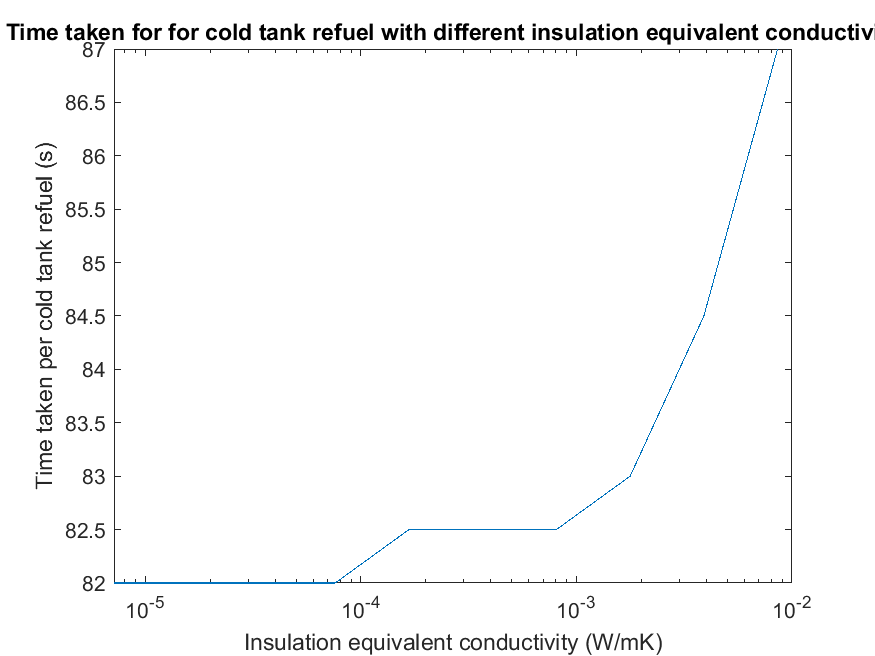 Time taken for for cold tank refuel with different insulation equivalent conductivi
87
86.5
86
85.5
85
84.5
84
83.5
83
82.5
82
Time taken per cold tank refuel (s)
10^-5 10^-4 10^-3 10^-2
Insulation equivalent conductivity (W/mK)